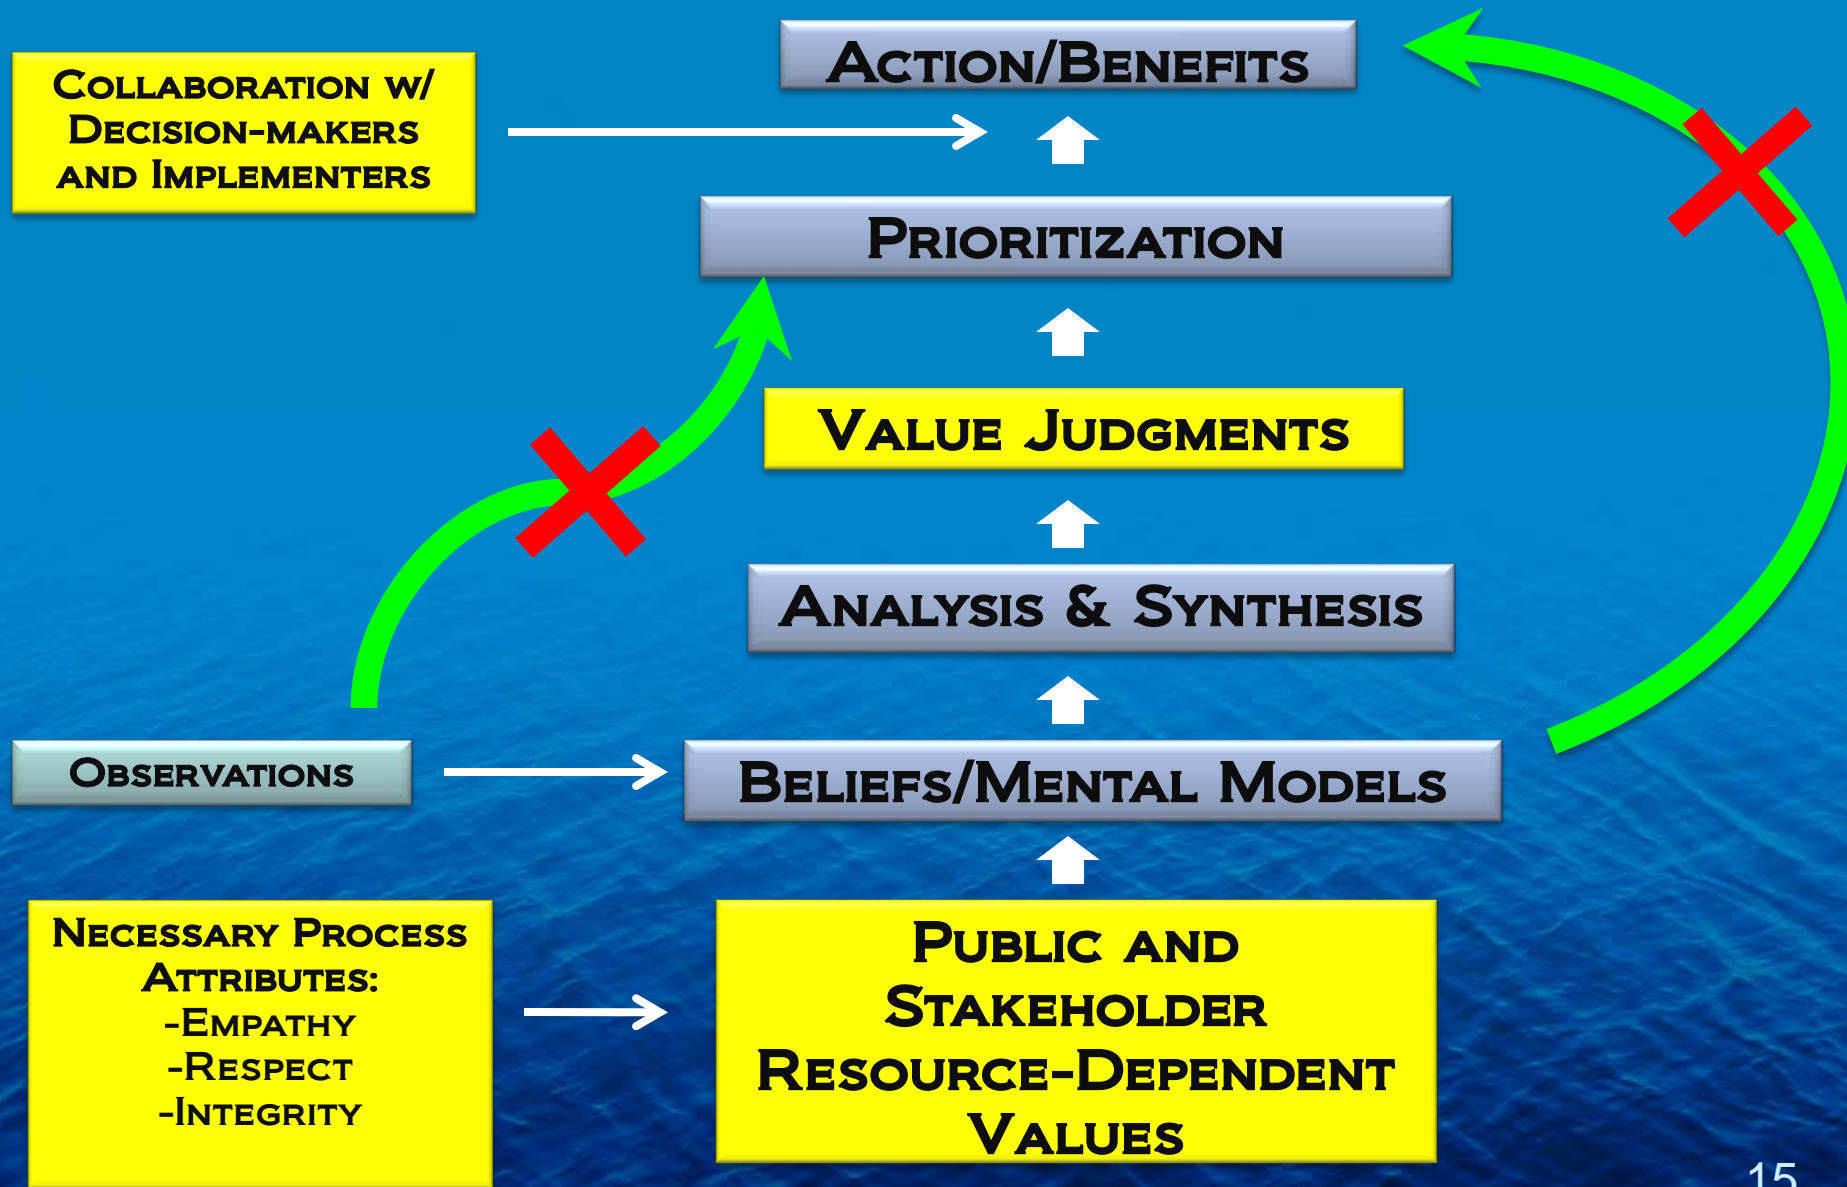 Action/Benefits
Collaboration w/
Decision-makers
and Implementers
Prioritization
Value Judgments
Analysis & Synthesis
Observations
Beliefs/Mental Models
Necessary Process
Attributes:
-Empathy
-Respect
-Integrity
Public and
Stakeholder
Resource-Dependent
Values
15